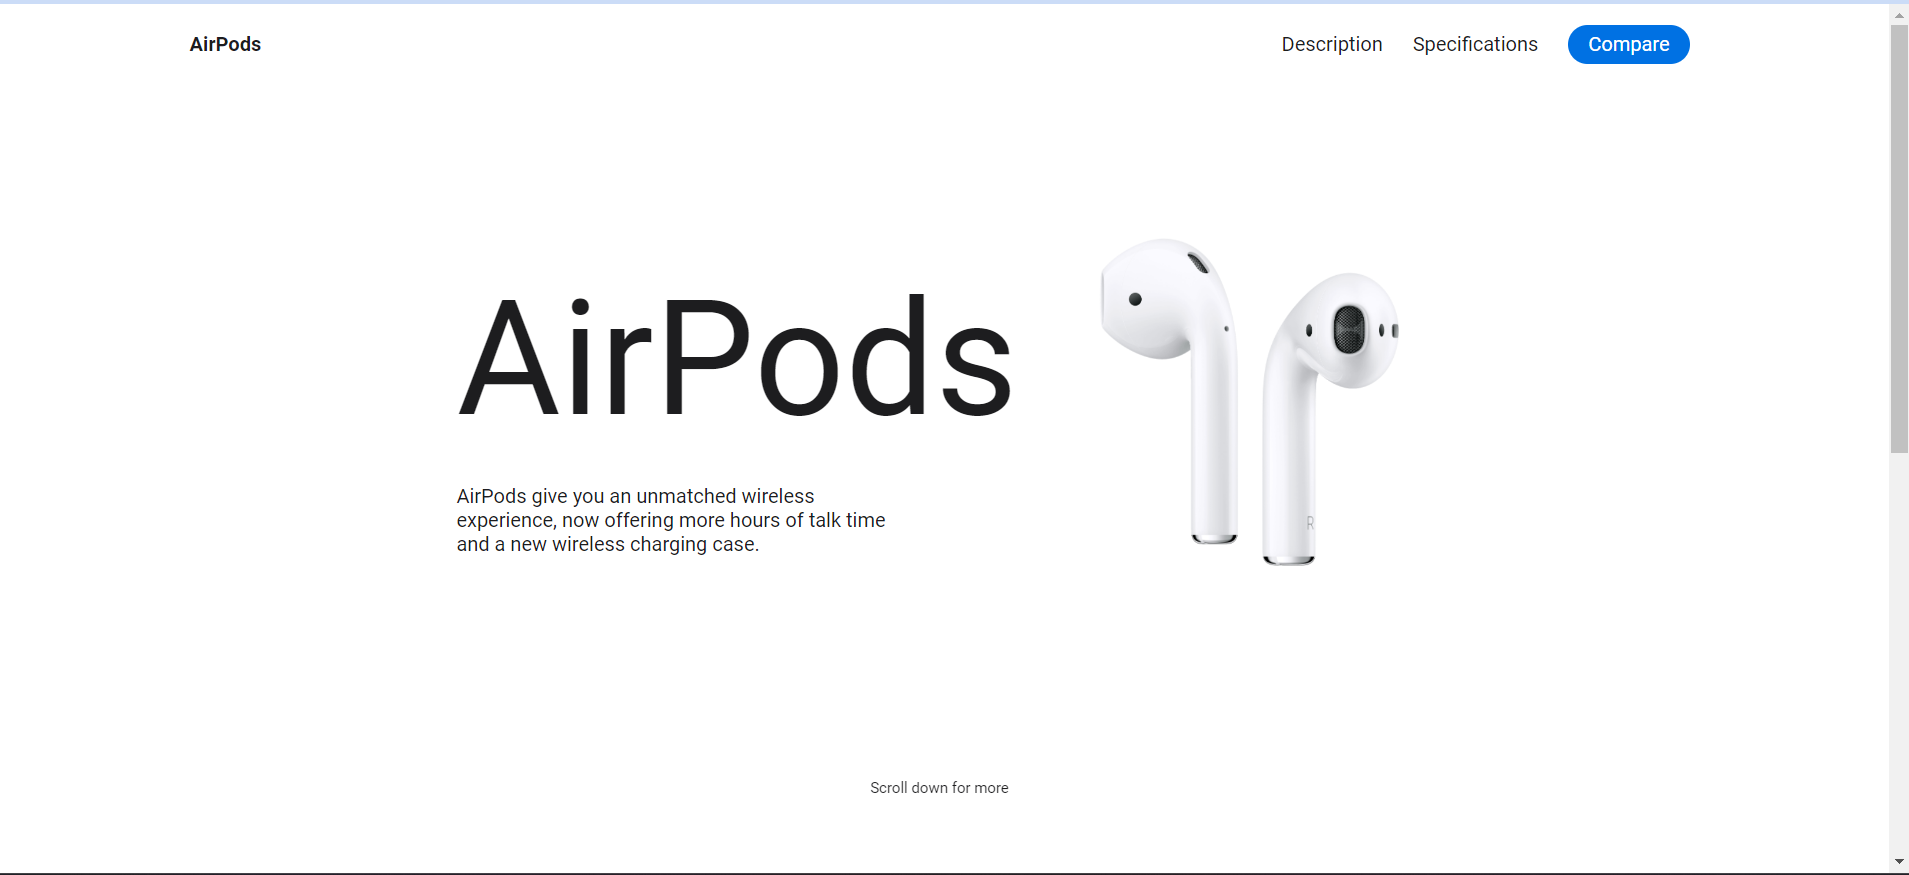 AirPods
Description
Specifications
Compare
AirPods
AirPods give you an unmatched wireless
experience, now offering more hours of talk time
and a new wireless charging case.
R
Scroll down for more